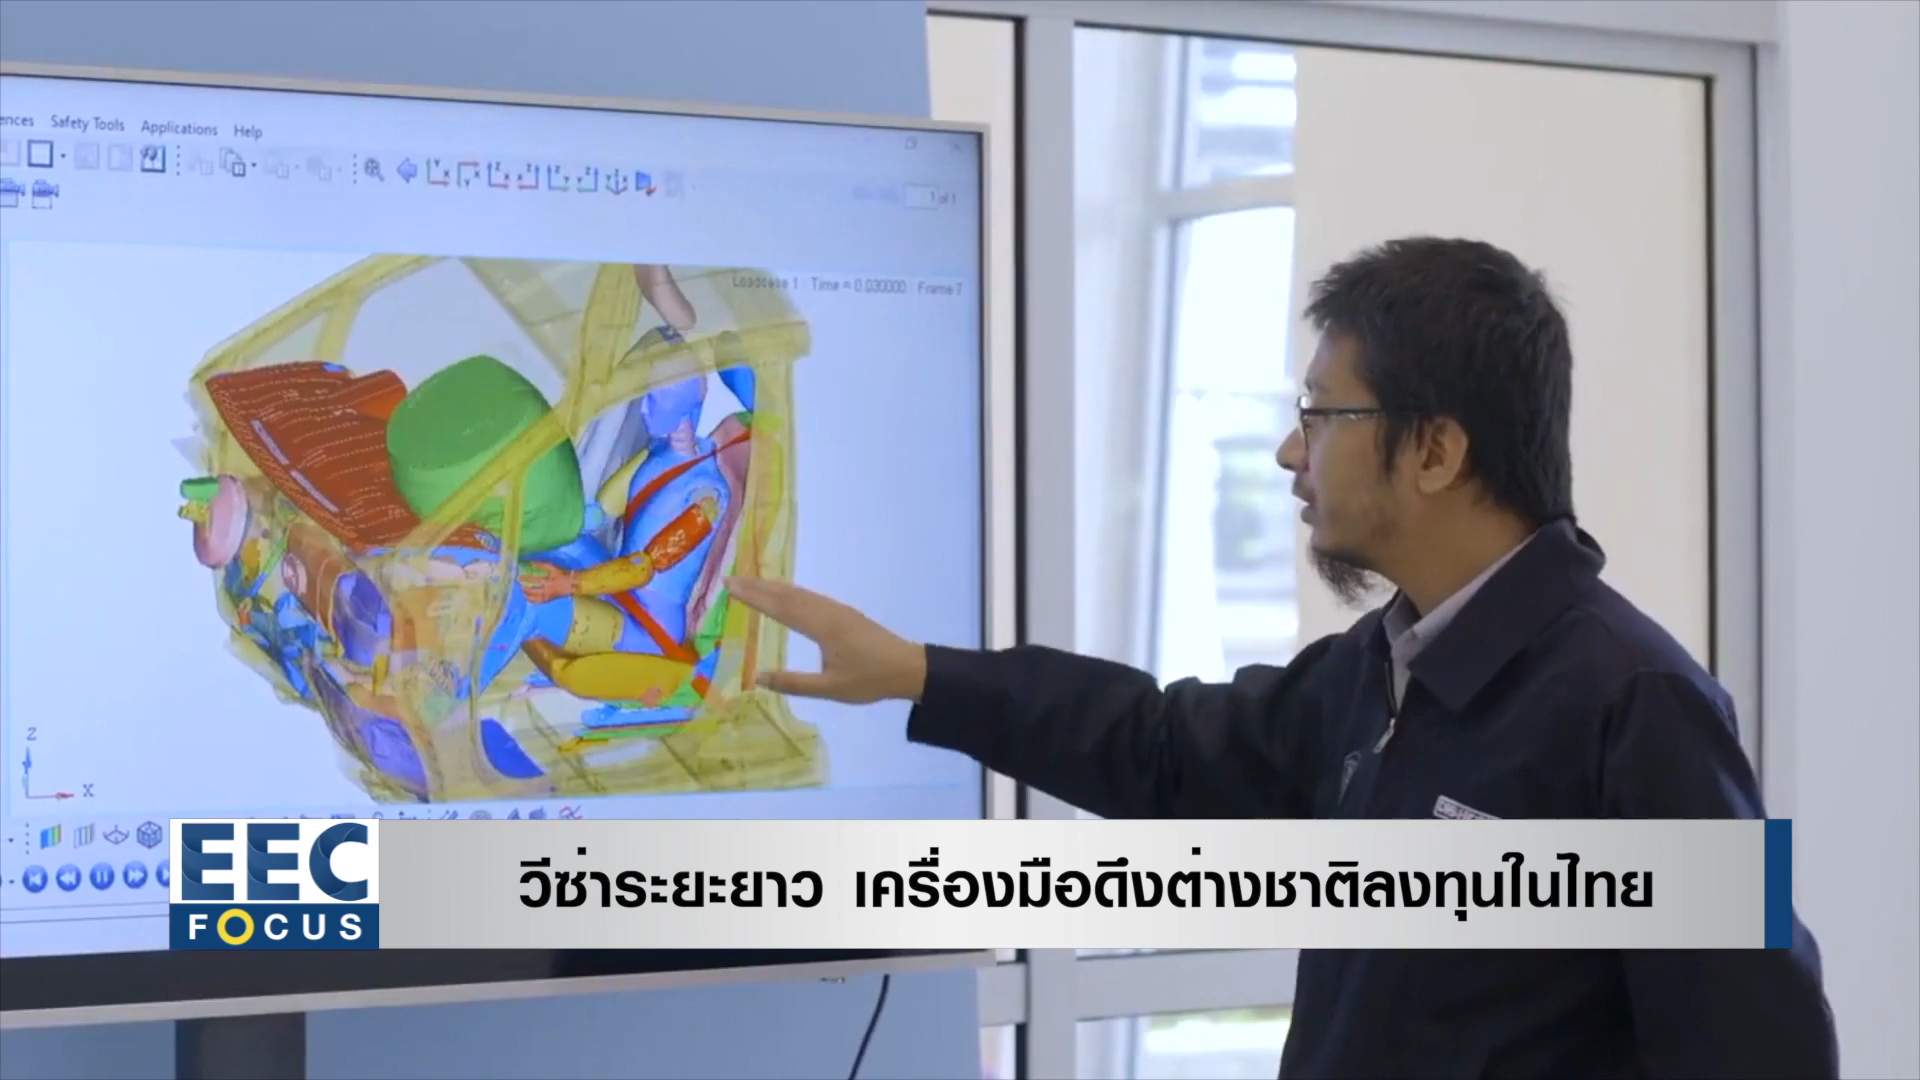 ences Safety Tools Applications Help
1 of 1
Loadcase 1 : Time = 0.030000 : Frame 7
Z
X
EEC
FOCUS
วีซ่าระยะยาว เครื่องมือดึงต่างชาติลงทุนในไทย